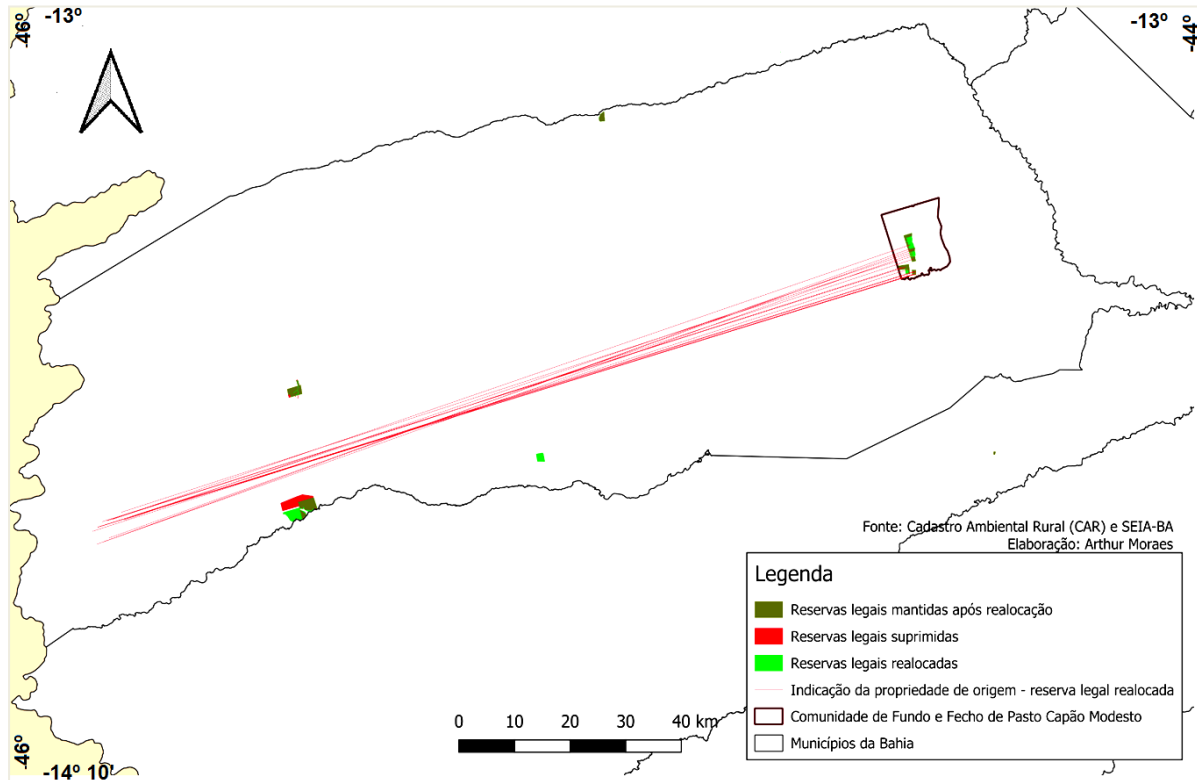 46º
-13º
-13º
-44º
Fonte: Cadastro Ambiental Rural (CAR) e SEIA-BA
Elaboração: Arthur Moraes
Legenda
Reservas legais mantidas após realocação
Reservas legais suprimidas
Reservas legais realocadas
Indicação da propriedade de origem - reserva legal realocada
Comunidade de Fundo e Fecho de Pasto Capão Modesto
Municípios da Bahia
0 10 20 30 40 km
46º
-14º 10'